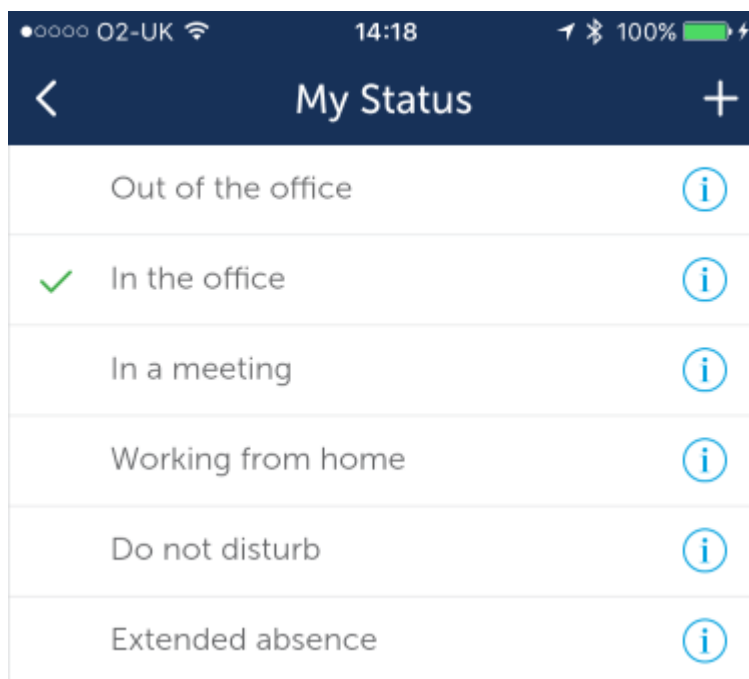 O2-UK 14:18 100%
My Status
Out of the office
In the office
In a meeting
Working from home
Do not disturb
Extended absence